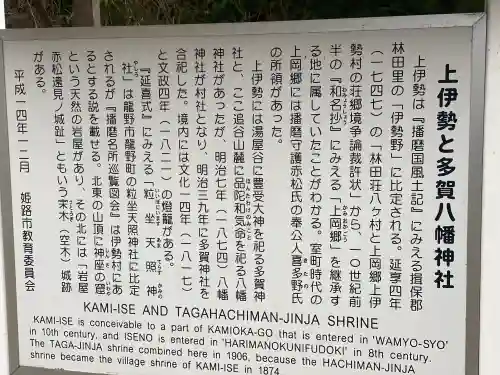 上伊勢と多賀八幡神社
上伊勢は『播磨国風土記』にみえる揖保郡
林田里の「伊勢野」に比定される。延享四年
（一七四七）の「林田荘八ヶ村と上岡郷上伊
勢村の荘郷境争論裁許状」から、一〇世紀前
半の『和名抄』にみえる「上岡郷」を継承す
る地に属していたことがわかる。室町時代の
上岡郷には播磨守護赤松氏の奉公人喜多野氏
の所領があった。
上伊勢には湯屋谷に豊受大神を祀る多賀神
社と、ここ追谷山麓に品陀和気命を祀る八幡
神社があったが、明治七年（一八七四）八幡
神社が村社となり、明治三九年に多賀神社を
合祀した。境内には文化一四年（一八一七）
と文政四年（一八二一）の燈籠がある。
『延喜式』にみえる「粒坐天照神
社」は龍野市龍野町の粒坐天照神社に比定
されるが『播磨名所巡覧図会』は伊勢村にあ
るとする説を載せる。北東の山頂に神座の窟
という天然の岩屋があり、その北には「岩屋
赤松遠見ノ城趾」ともいう末木（空木）城跡
がある。
平成一四年一二月　姫路市教育委員会
KAMI-ISE AND TAGAHACHIMAN-JINJA SHRINE
KAMI-ISE is conceivable to a part of KAMIOKA-GO that is entered in 'WAMYO-SYO'
in 10th century, and ISENO is entered in 'HARIMANOKUNIFUDOKI' in 8th century.
The TAGA-JINJA shrine combined here in 1906, because the HACHIMAN-JINJA
shrine became the village shrine of KAMI-ISE in 1874.